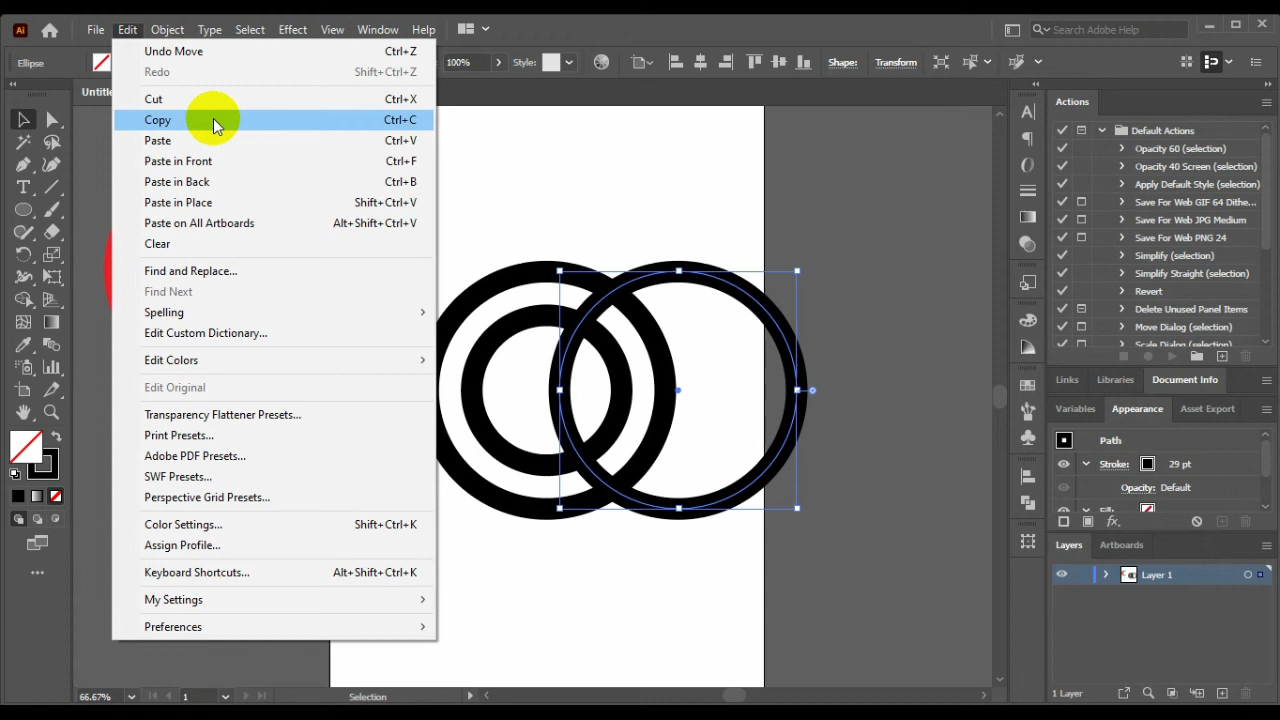 Ai File Edit Object Type Select Effect View Window Help Search Adobe Help
Ellipse 100% Style: Shape: Transform
Undo Move Ctrl+Z
Redo Shift+Ctrl+Z
Cut Ctrl+X
Copy Ctrl+C
Paste Ctrl+V
Paste in Front Ctrl+F
Paste in Back Ctrl+B
Paste in Place Shift+Ctrl+V
Paste on All Artboards Alt+Shift+Ctrl+V
Clear
Find and Replace...
Find Next
Spelling
Edit Custom Dictionary...
Edit Colors
Edit Original
Transparency Flattener Presets...
Print Presets...
Adobe PDF Presets...
SWF Presets...
Perspective Grid Presets...
Color Settings... Shift+Ctrl+K
Assign Profile...
Keyboard Shortcuts... Alt+Shift+Ctrl+K
My Settings
Preferences
Actions
Default Actions
Opacity 60 (selection)
Opacity 40 Screen (selection)
Apply Default Style (selection)
Save For Web GIF 64 Dithe...
Save For Web JPG Medium
Save For Web PNG 24
Simplify (selection)
Simplify Straight (selection)
Revert
Delete Unused Panel Items
Move Dialog (selection)
Scale Dialog (selection)
Links Libraries Document Info
Variables Appearance Asset Export
Path
Stroke: 29 pt
Opacity: Default
Fill:
fx
Layers Artboards
Layer 1
1 Layer
66.67% 1 Selection